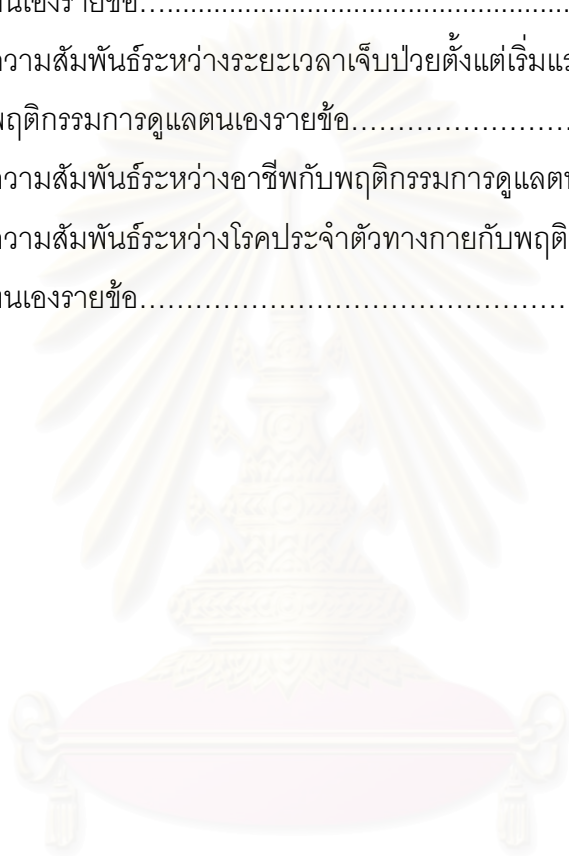 ตนเองรายข้อ…...............................................................
ความสัมพันธ์ระหว่างระยะเวลาเจ็บป่วยตั้งแต่เริ่มแร
พฤติกรรมการดูแลตนเองรายข้อ……………………
ความสัมพันธ์ระหว่างอาชีพกับพฤติกรรมการดูแลต
ความสัมพันธ์ระหว่างโรคประจำตัวทางกายกับพฤติ
ตนเองรายข้อ………………………………………